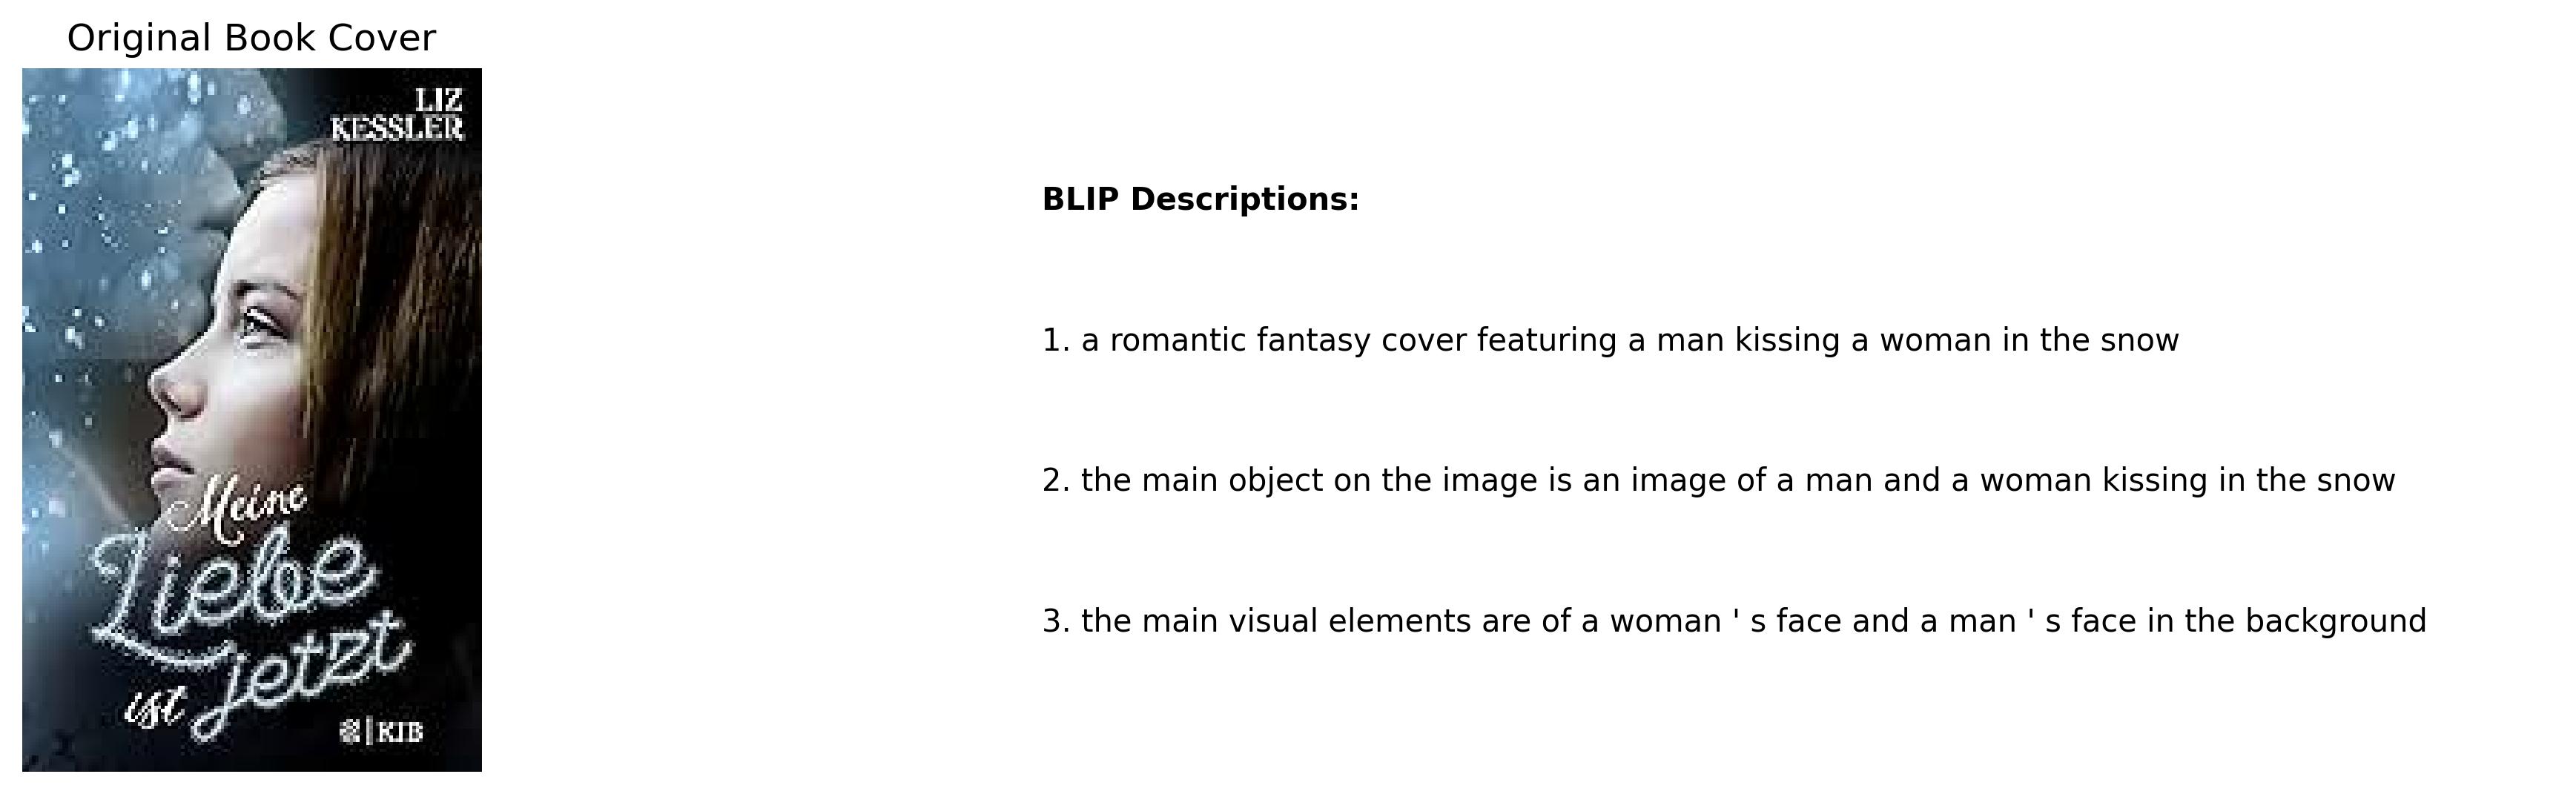 Original Book Cover
LIZ
KESSLER
Meine
Liebe
ist jetzt
KJB
BLIP Descriptions:
1. a romantic fantasy cover featuring a man kissing a woman in the snow
2. the main object on the image is an image of a man and a woman kissing in the snow
3. the main visual elements are of a woman ' s face and a man ' s face in the background